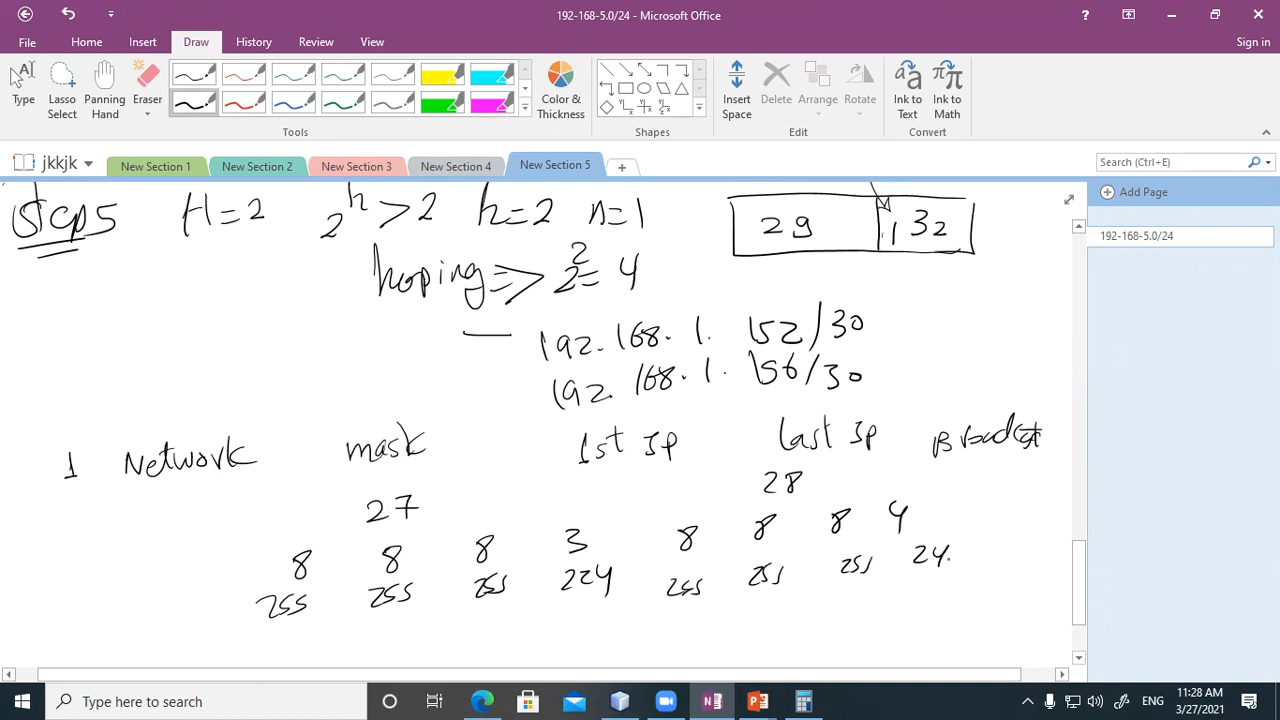 192-168-5.0/24 - Microsoft Office
Sign in
File Home Insert Draw History Review View
Type
Lasso Select
Panning Hand
Eraser
Color & Thickness
Insert Space
Delete
Arrange
Rotate
Ink to Text
Ink to Math
Tools
Shapes
Edit
Convert
jkkjk New Section 1 New Section 2 New Section 3 New Section 4 New Section 5
Search (Ctrl+E)
Add Page
192-168-5.0/24
Step5 H=2 2^h>2 h=2 n=1 29 1 32
hoping=> 2^2=4
192.168.1.152/30
192.168.1.156/30
1 Network mask 1st Ip last Ip
27 28
8 8 8 3 8 8 8 4
255 255 255 224 255 255 255 24
Type here to search
ENG
11:28 AM
3/27/2021